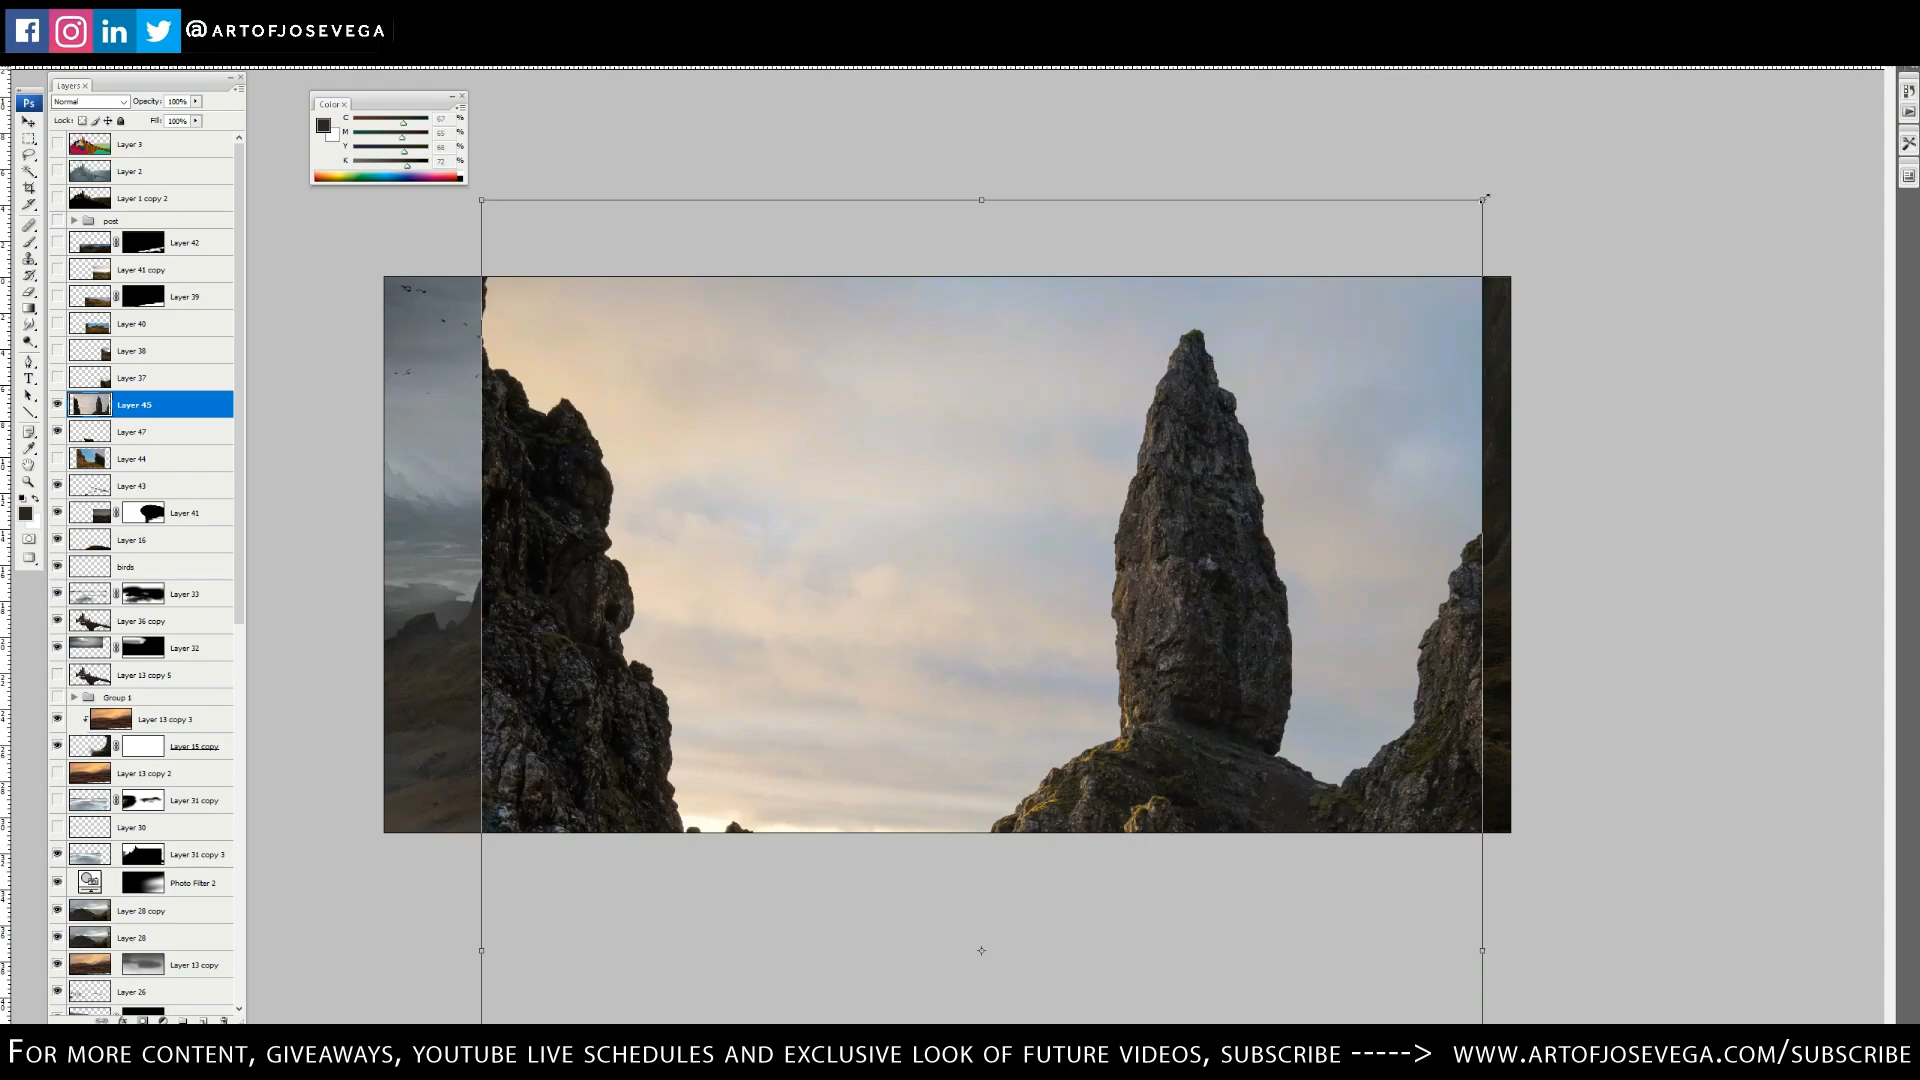 @ARTOFJOSEVEGA
Layers
Normal Opacity: 100%
Lock: Fill: 100%
Ps
Layer 3
Layer 2
Layer 1 copy 2
post
Layer 42
Layer 41 copy
Layer 39
Layer 40
Layer 38
Layer 37
Layer 45
Layer 47
Layer 44
Layer 43
Layer 41
Layer 16
birds
Layer 33
Layer 36 copy
Layer 32
Layer 13 copy 5
Group 1
Layer 13 copy 3
Layer 15 copy
Layer 13 copy 2
Layer 31 copy
Layer 30
Layer 31 copy 3
Photo Filter 2
Layer 28 copy
Layer 28
Layer 13 copy
Layer 26
Color
C 67 %
M 65 %
Y 68 %
K 72 %
FOR MORE CONTENT, GIVEAWAYS, YOUTUBE LIVE SCHEDULES AND EXCLUSIVE LOOK OF FUTURE VIDEOS, SUBSCRIBE -----> WWW.ARTOFJOSEVEGA.COM/SUBSCRIBE